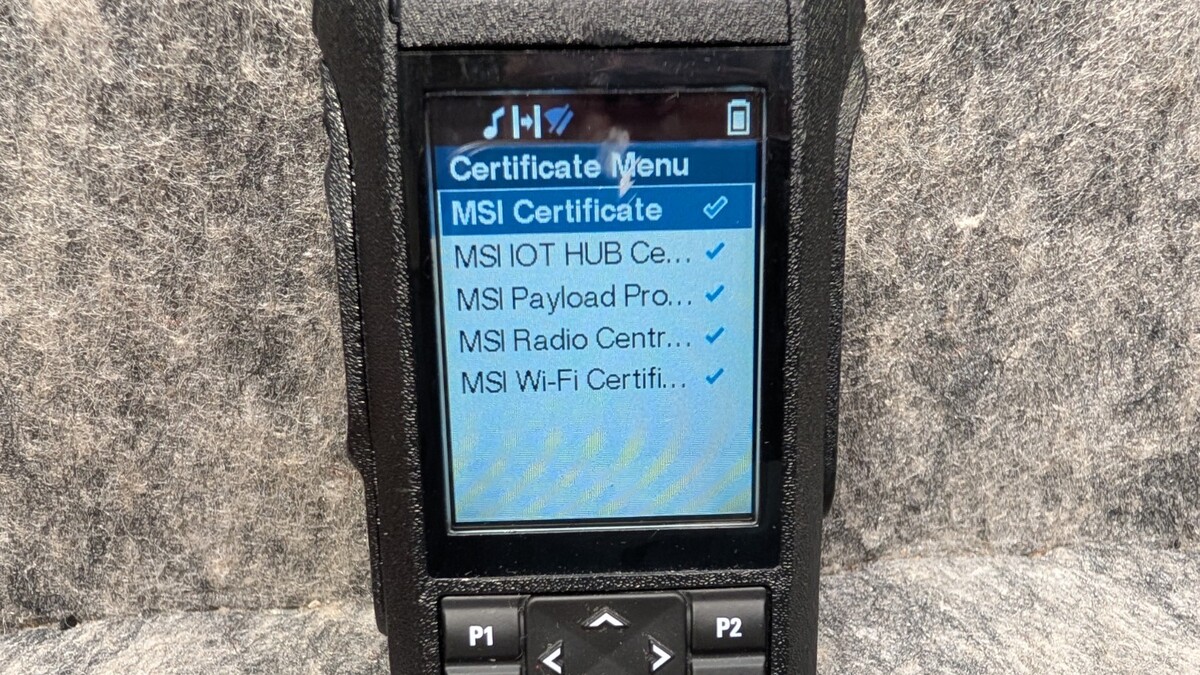 Certificate Menu
MSI Certificate
MSI IOT HUB Ce...
MSI Payload Pro...
MSI Radio Centr...
MSI Wi-Fi Certifi...
P1
P2